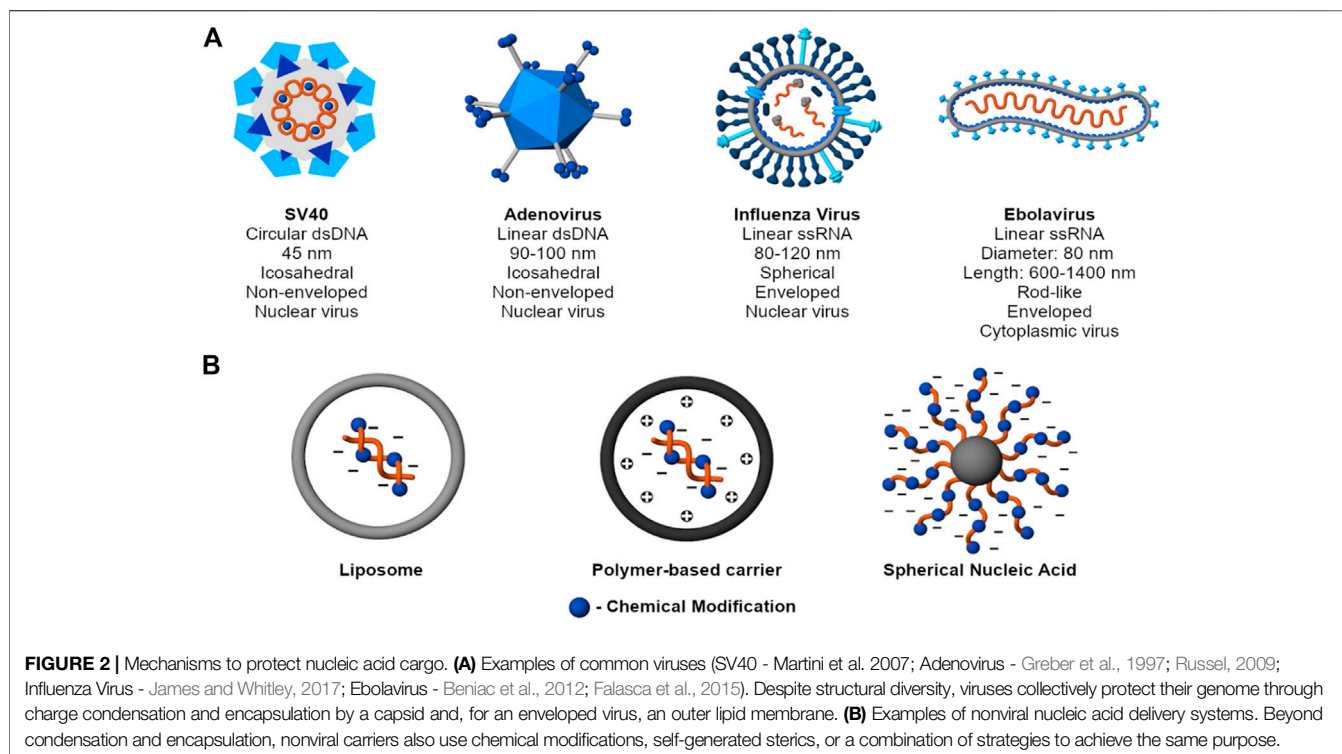 A
SV40
Circular dsDNA
45 nm
Icosahedral
Non-enveloped
Nuclear virus
Adenovirus
Linear dsDNA
90-100 nm
Icosahedral
Non-enveloped
Nuclear virus
Influenza Virus
Linear ssRNA
80-120 nm
Spherical
Enveloped
Nuclear virus
Ebolavirus
Linear ssRNA
Diameter: 80 nm
Length: 600-1400 nm
Rod-like
Enveloped
Cytoplasmic virus
B
Liposome
Polymer-based carrier
Spherical Nucleic Acid
- Chemical Modification
FIGURE 2 | Mechanisms to protect nucleic acid cargo. (A) Examples of common viruses (SV40 - Martini et al. 2007; Adenovirus - Greber et al., 1997; Russel, 2009;
Influenza Virus - James and Whitley, 2017; Ebolavirus - Beniac et al., 2012; Falasca et al., 2015). Despite structural diversity, viruses collectively protect their genome through
charge condensation and encapsulation by a capsid and, for an enveloped virus, an outer lipid membrane. (B) Examples of nonviral nucleic acid delivery systems. Beyond
condensation and encapsulation, nonviral carriers also use chemical modifications, self-generated sterics, or a combination of strategies to achieve the same purpose.